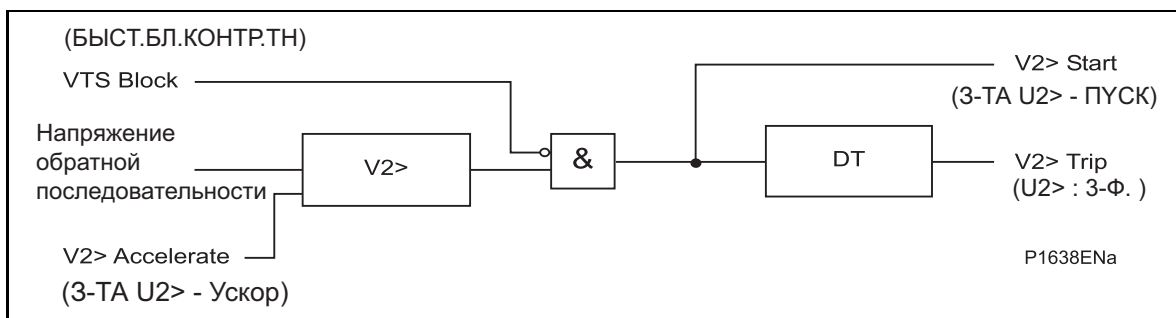 (БЫСТ.БЛ.КОНТР.ТН)
VTS Block
Напряжение
обратной
последовательности
V2> Accelerate
(З-ТА U2> - Ускор)
V2>
&
DT
V2> Start
(З-ТА U2> - ПУСК)
V2> Trip
(U2> : 3-Ф. )
P1638ENa